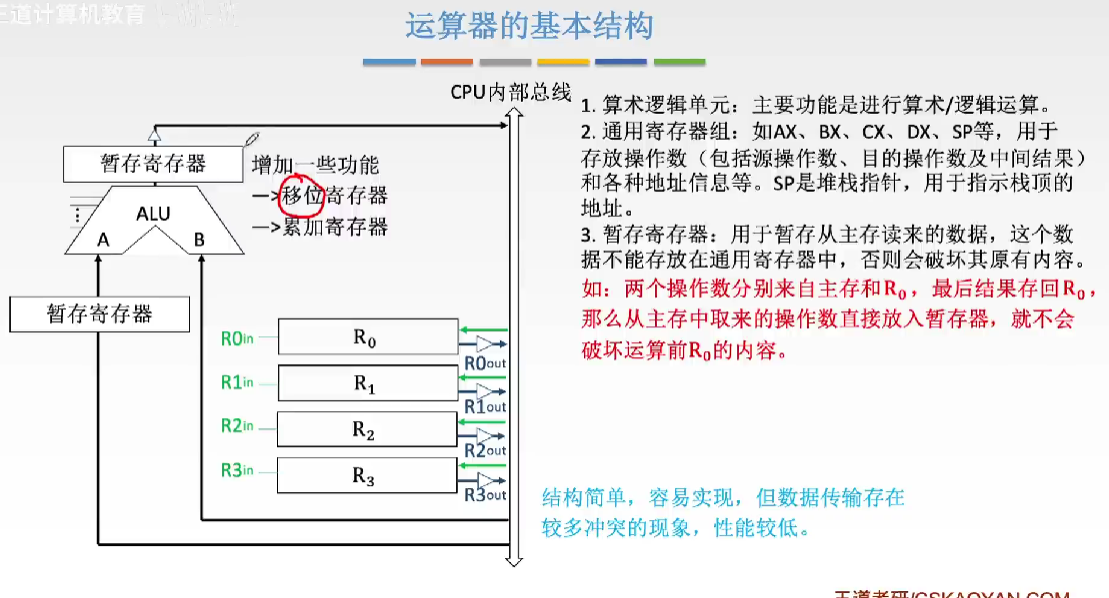 王道计算机教育
运算器的基本结构
CPU内部总线
暂存寄存器
增加一些功能
—>移位寄存器
—>累加寄存器
ALU
A
B
暂存寄存器
R0in
R₀
R0out
R1in
R₁
R1out
R2in
R₂
R2out
R3in
R₃
R3out
1. 算术逻辑单元：主要功能是进行算术/逻辑运算。
2. 通用寄存器组：如AX、BX、CX、DX、SP等，用于
存放操作数（包括源操作数、目的操作数及中间结果）
和各种地址信息等。SP是堆栈指针，用于指示栈顶的
地址。
3. 暂存寄存器：用于暂存从主存读来的数据，这个数
据不能存放在通用寄存器中，否则会破坏其原有内容。
如：两个操作数分别来自主存和R₀，最后结果存回R₀，
那么从主存中取来的操作数直接放入暂存器，就不会
破坏运算前R₀的内容。
结构简单，容易实现，但数据传输存在
较多冲突的现象，性能较低。
王道考研/CSKAOYAN.COM